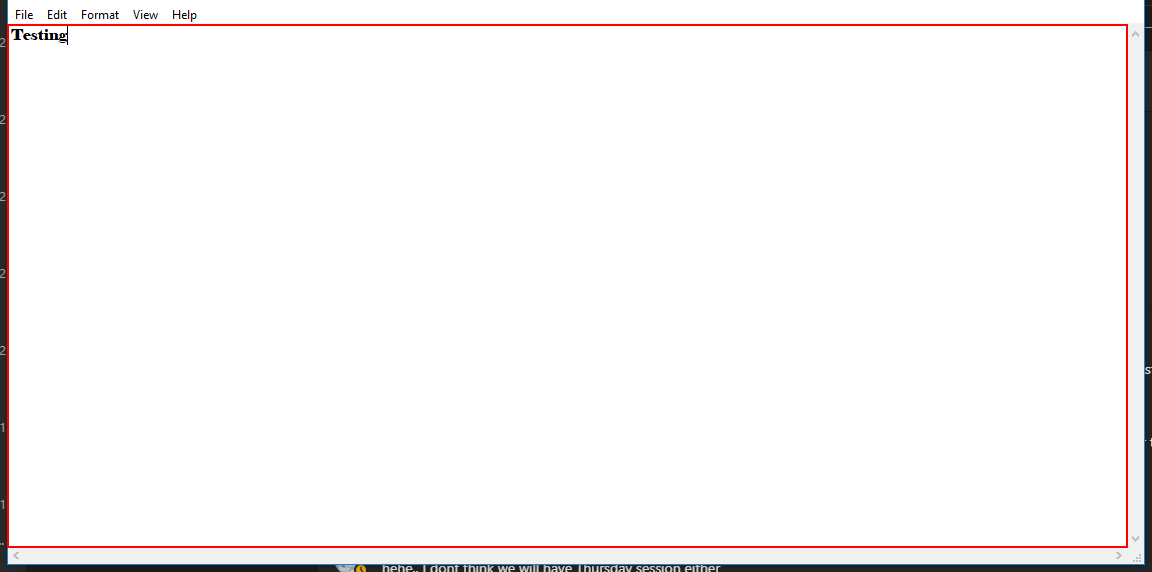 File Edit Format View Help
Testing
hehe.. I dont think we will have Thursday session either